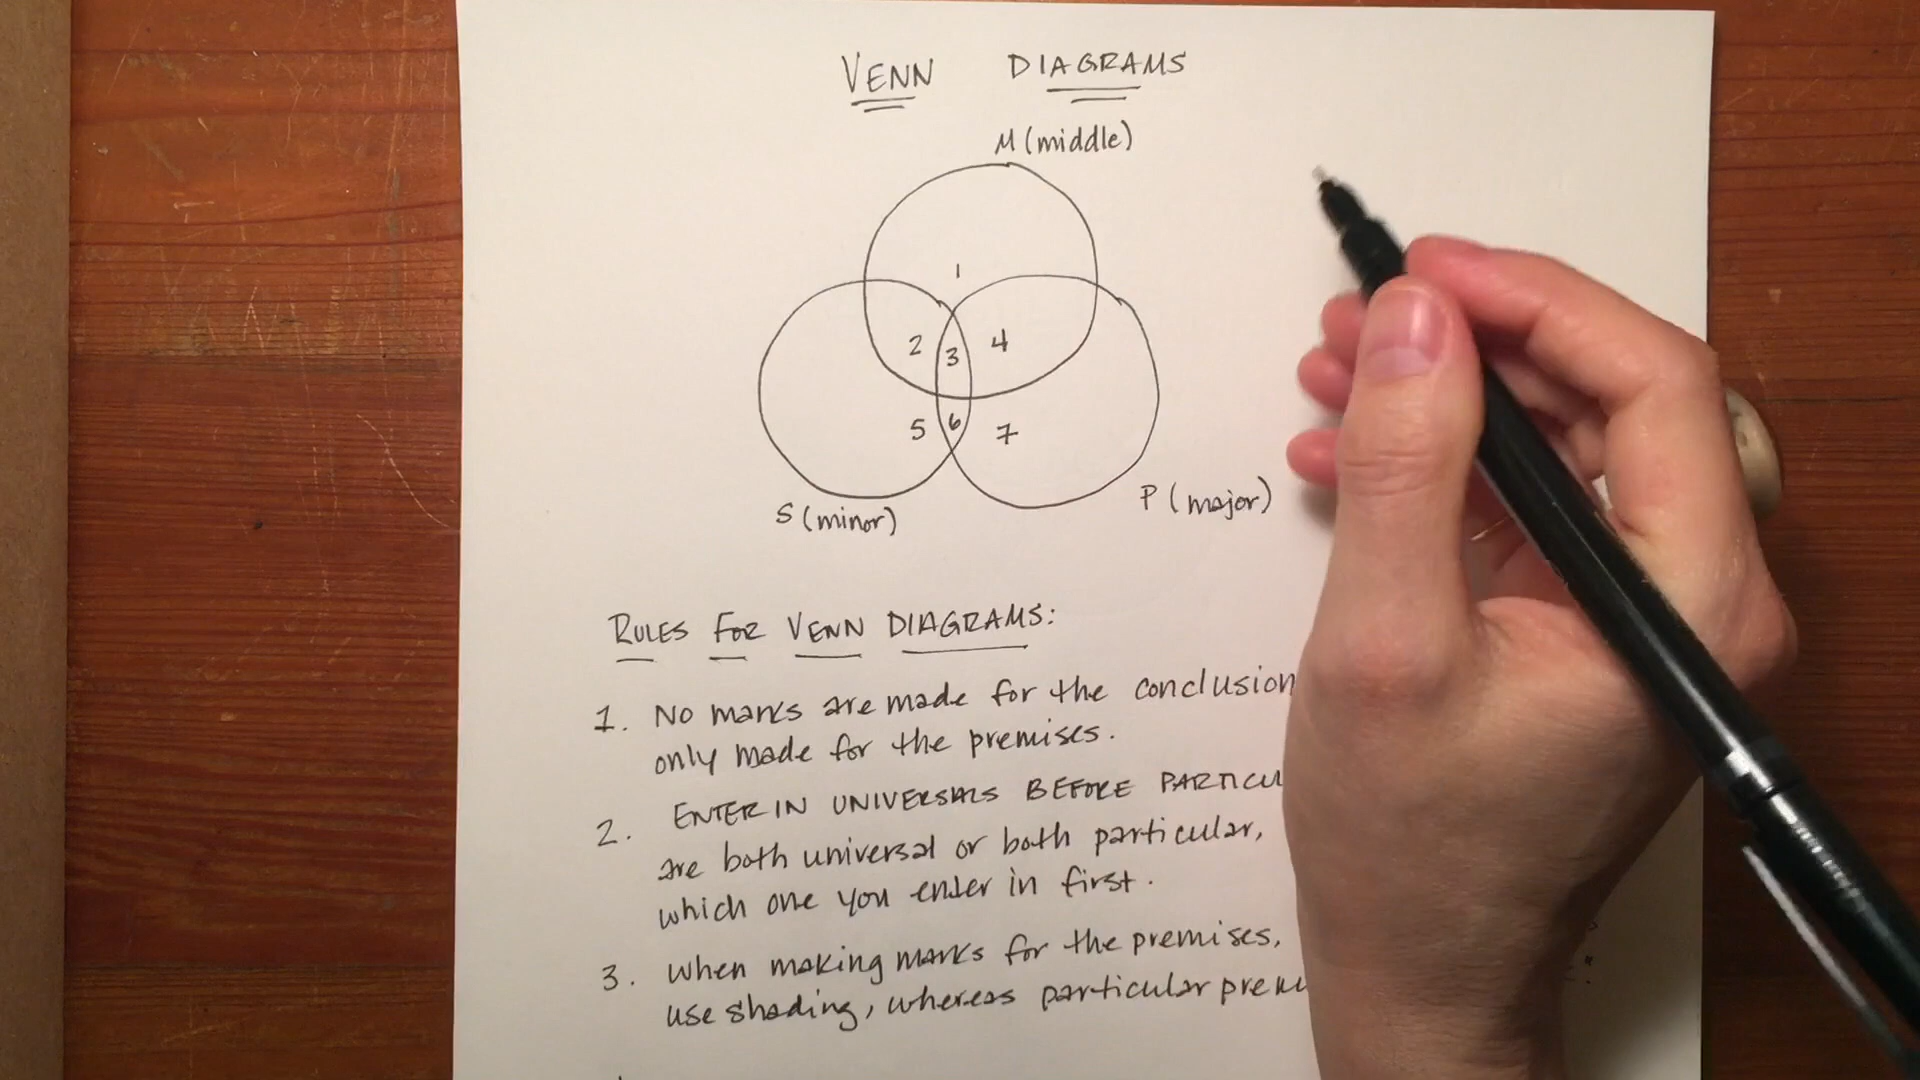 VENN DIAGRAMS
M (middle)
1
2 3 4
5 6 7
S (minor)
P (major)
RULES FOR VENN DIAGRAMS:
1. No marks are made for the conclusion
only made for the premises.
2. ENTER IN UNIVERSALS BEFORE PARTICU
are both universal or both particular,
which one you enter in first.
3. When making marks for the premises,
use shading, whereas particular prem